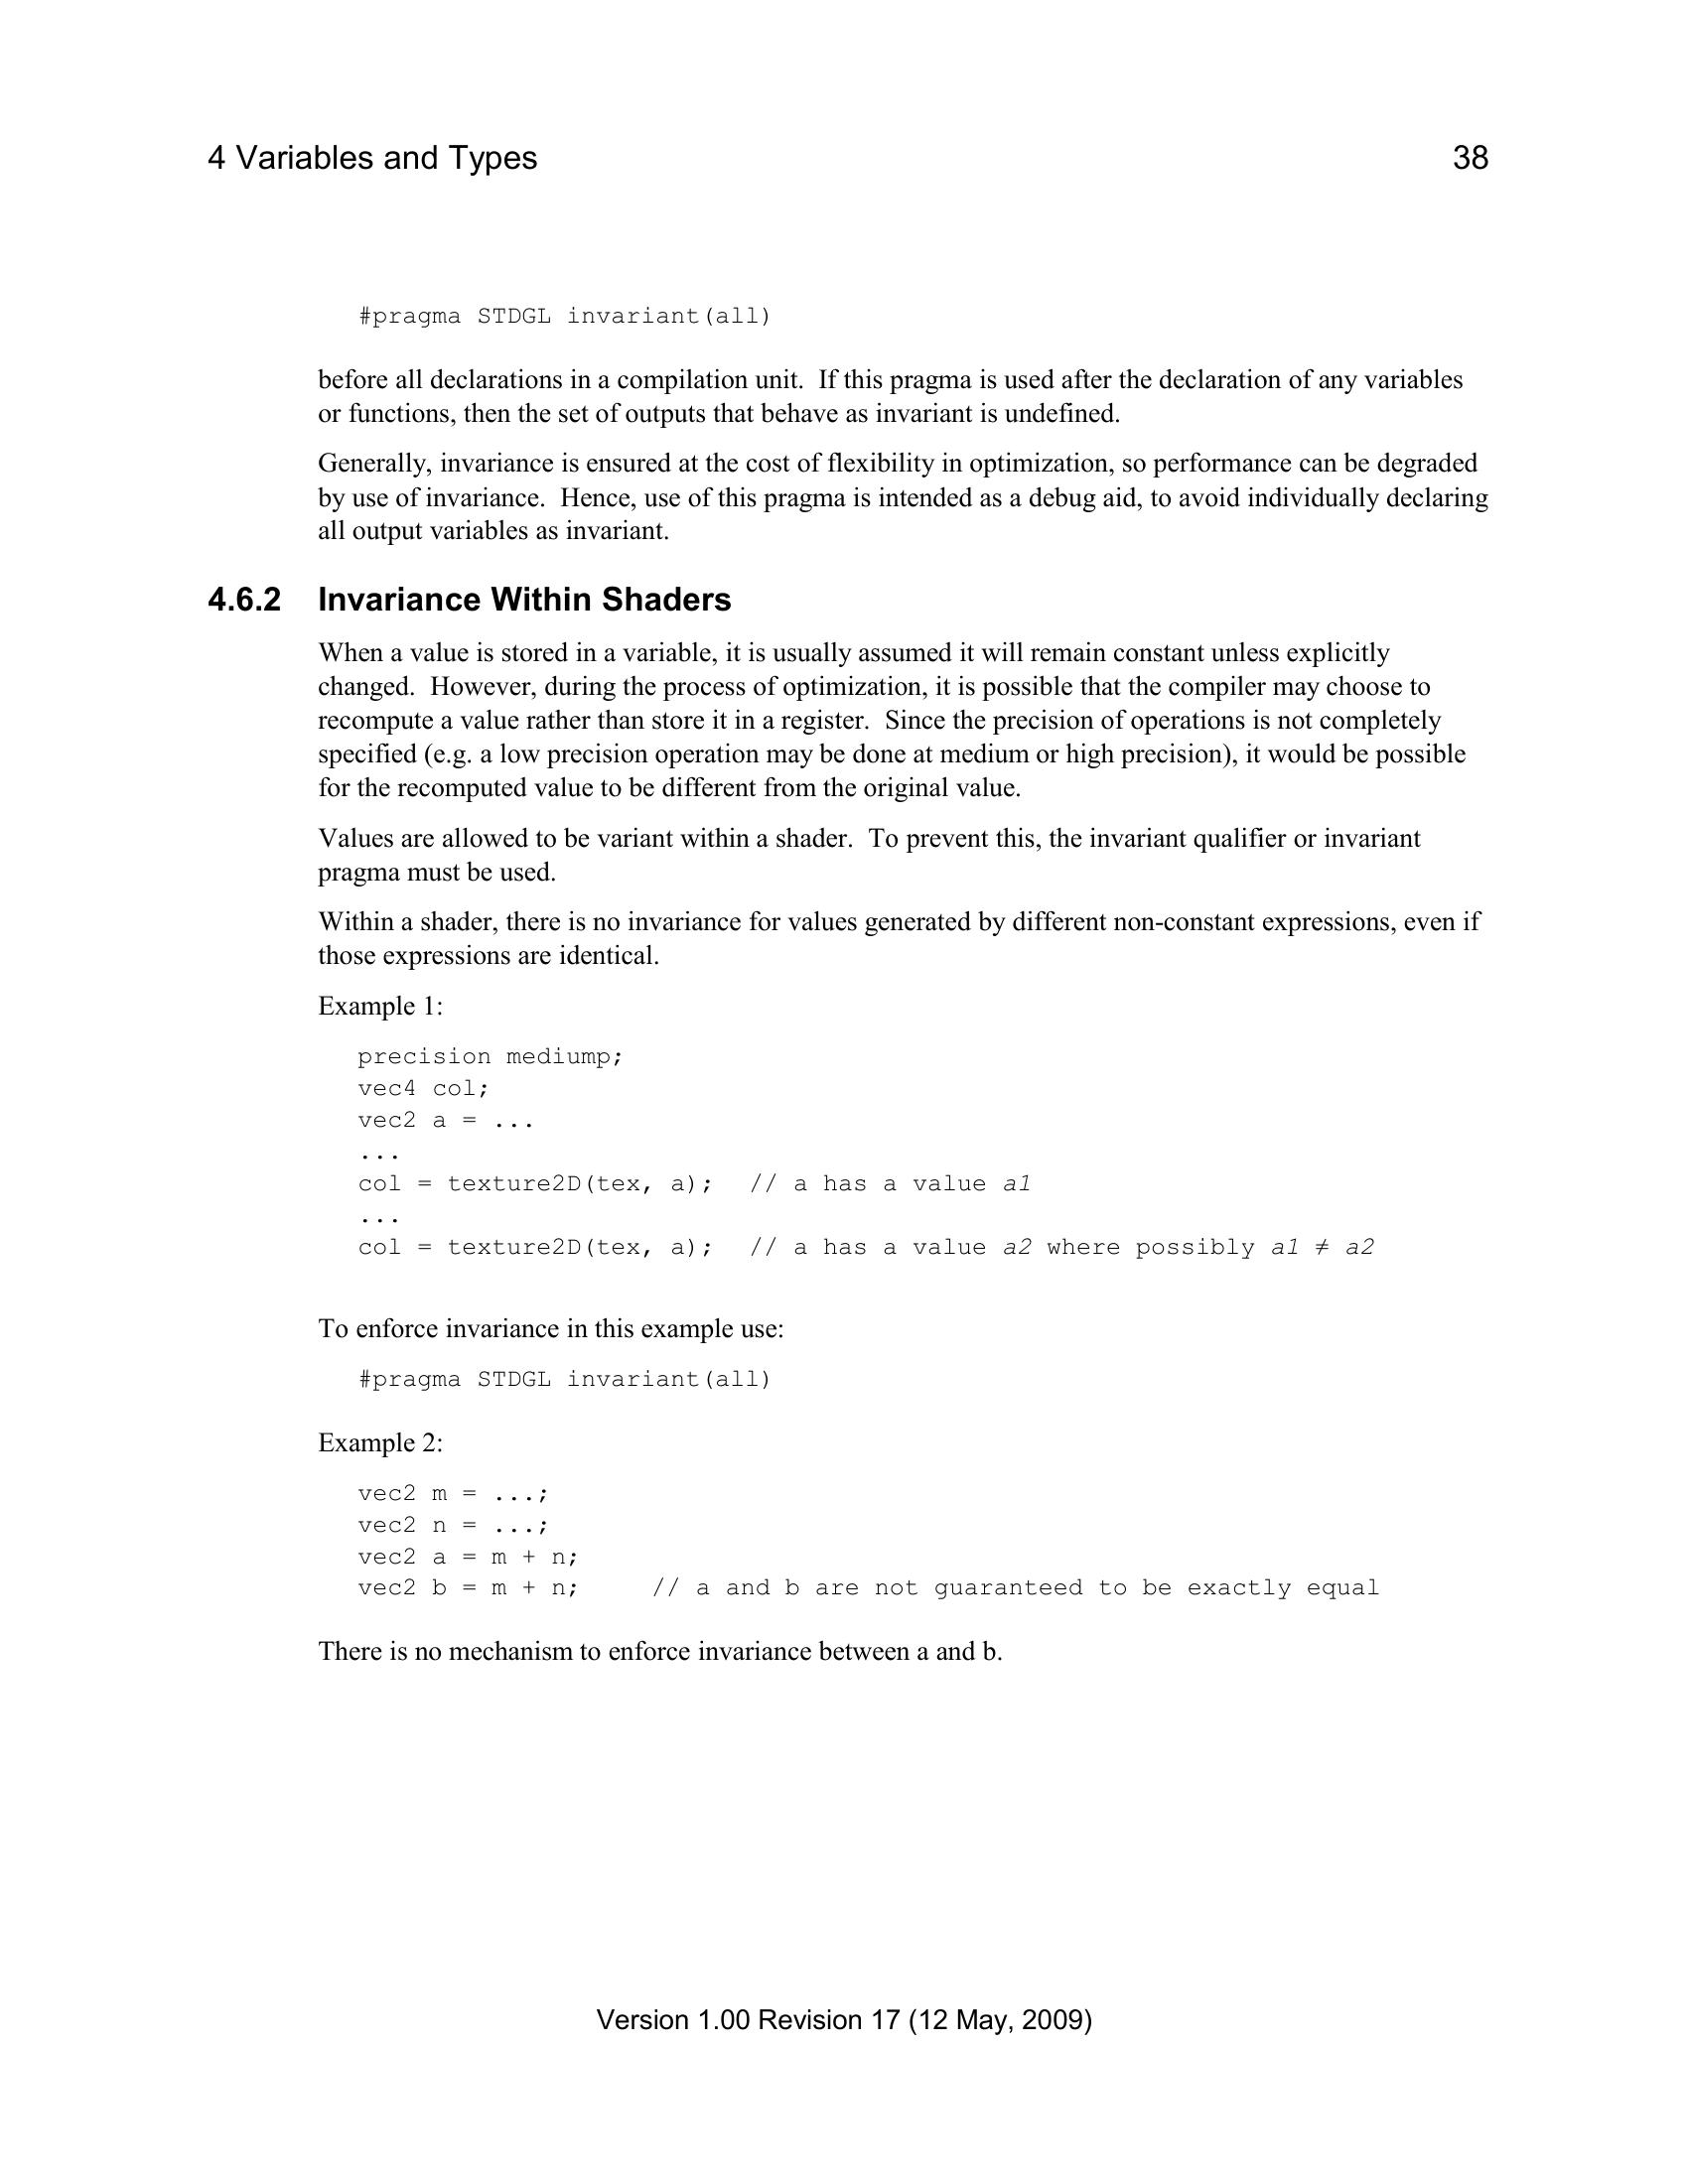 4 Variables and Types 38
#pragma STDGL invariant(all)
before all declarations in a compilation unit.  If this pragma is used after the declaration of any variables
or functions, then the set of outputs that behave as invariant is undefined.
Generally, invariance is ensured at the cost of flexibility in optimization, so performance can be degraded
by use of invariance.  Hence, use of this pragma is intended as a debug aid, to avoid individually declaring
all output variables as invariant.
4.6.2 Invariance Within Shaders
When a value is stored in a variable, it is usually assumed it will remain constant unless explicitly
changed.  However, during the process of optimization, it is possible that the compiler may choose to
recompute a value rather than store it in a register.  Since the precision of operations is not completely
specified (e.g. a low precision operation may be done at medium or high precision), it would be possible
for the recomputed value to be different from the original value.
Values are allowed to be variant within a shader.  To prevent this, the invariant qualifier or invariant
pragma must be used.
Within a shader, there is no invariance for values generated by different non-constant expressions, even if
those expressions are identical.
Example 1:
precision mediump;
vec4 col;
vec2 a = ...
...
col = texture2D(tex, a);  // a has a value a1
...
col = texture2D(tex, a);  // a has a value a2 where possibly a1 ≠ a2
To enforce invariance in this example use:
#pragma STDGL invariant(all)
Example 2:
vec2 m = ...;
vec2 n = ...;
vec2 a = m + n;
vec2 b = m + n;     // a and b are not guaranteed to be exactly equal
There is no mechanism to enforce invariance between a and b.
Version 1.00 Revision 17 (12 May, 2009)